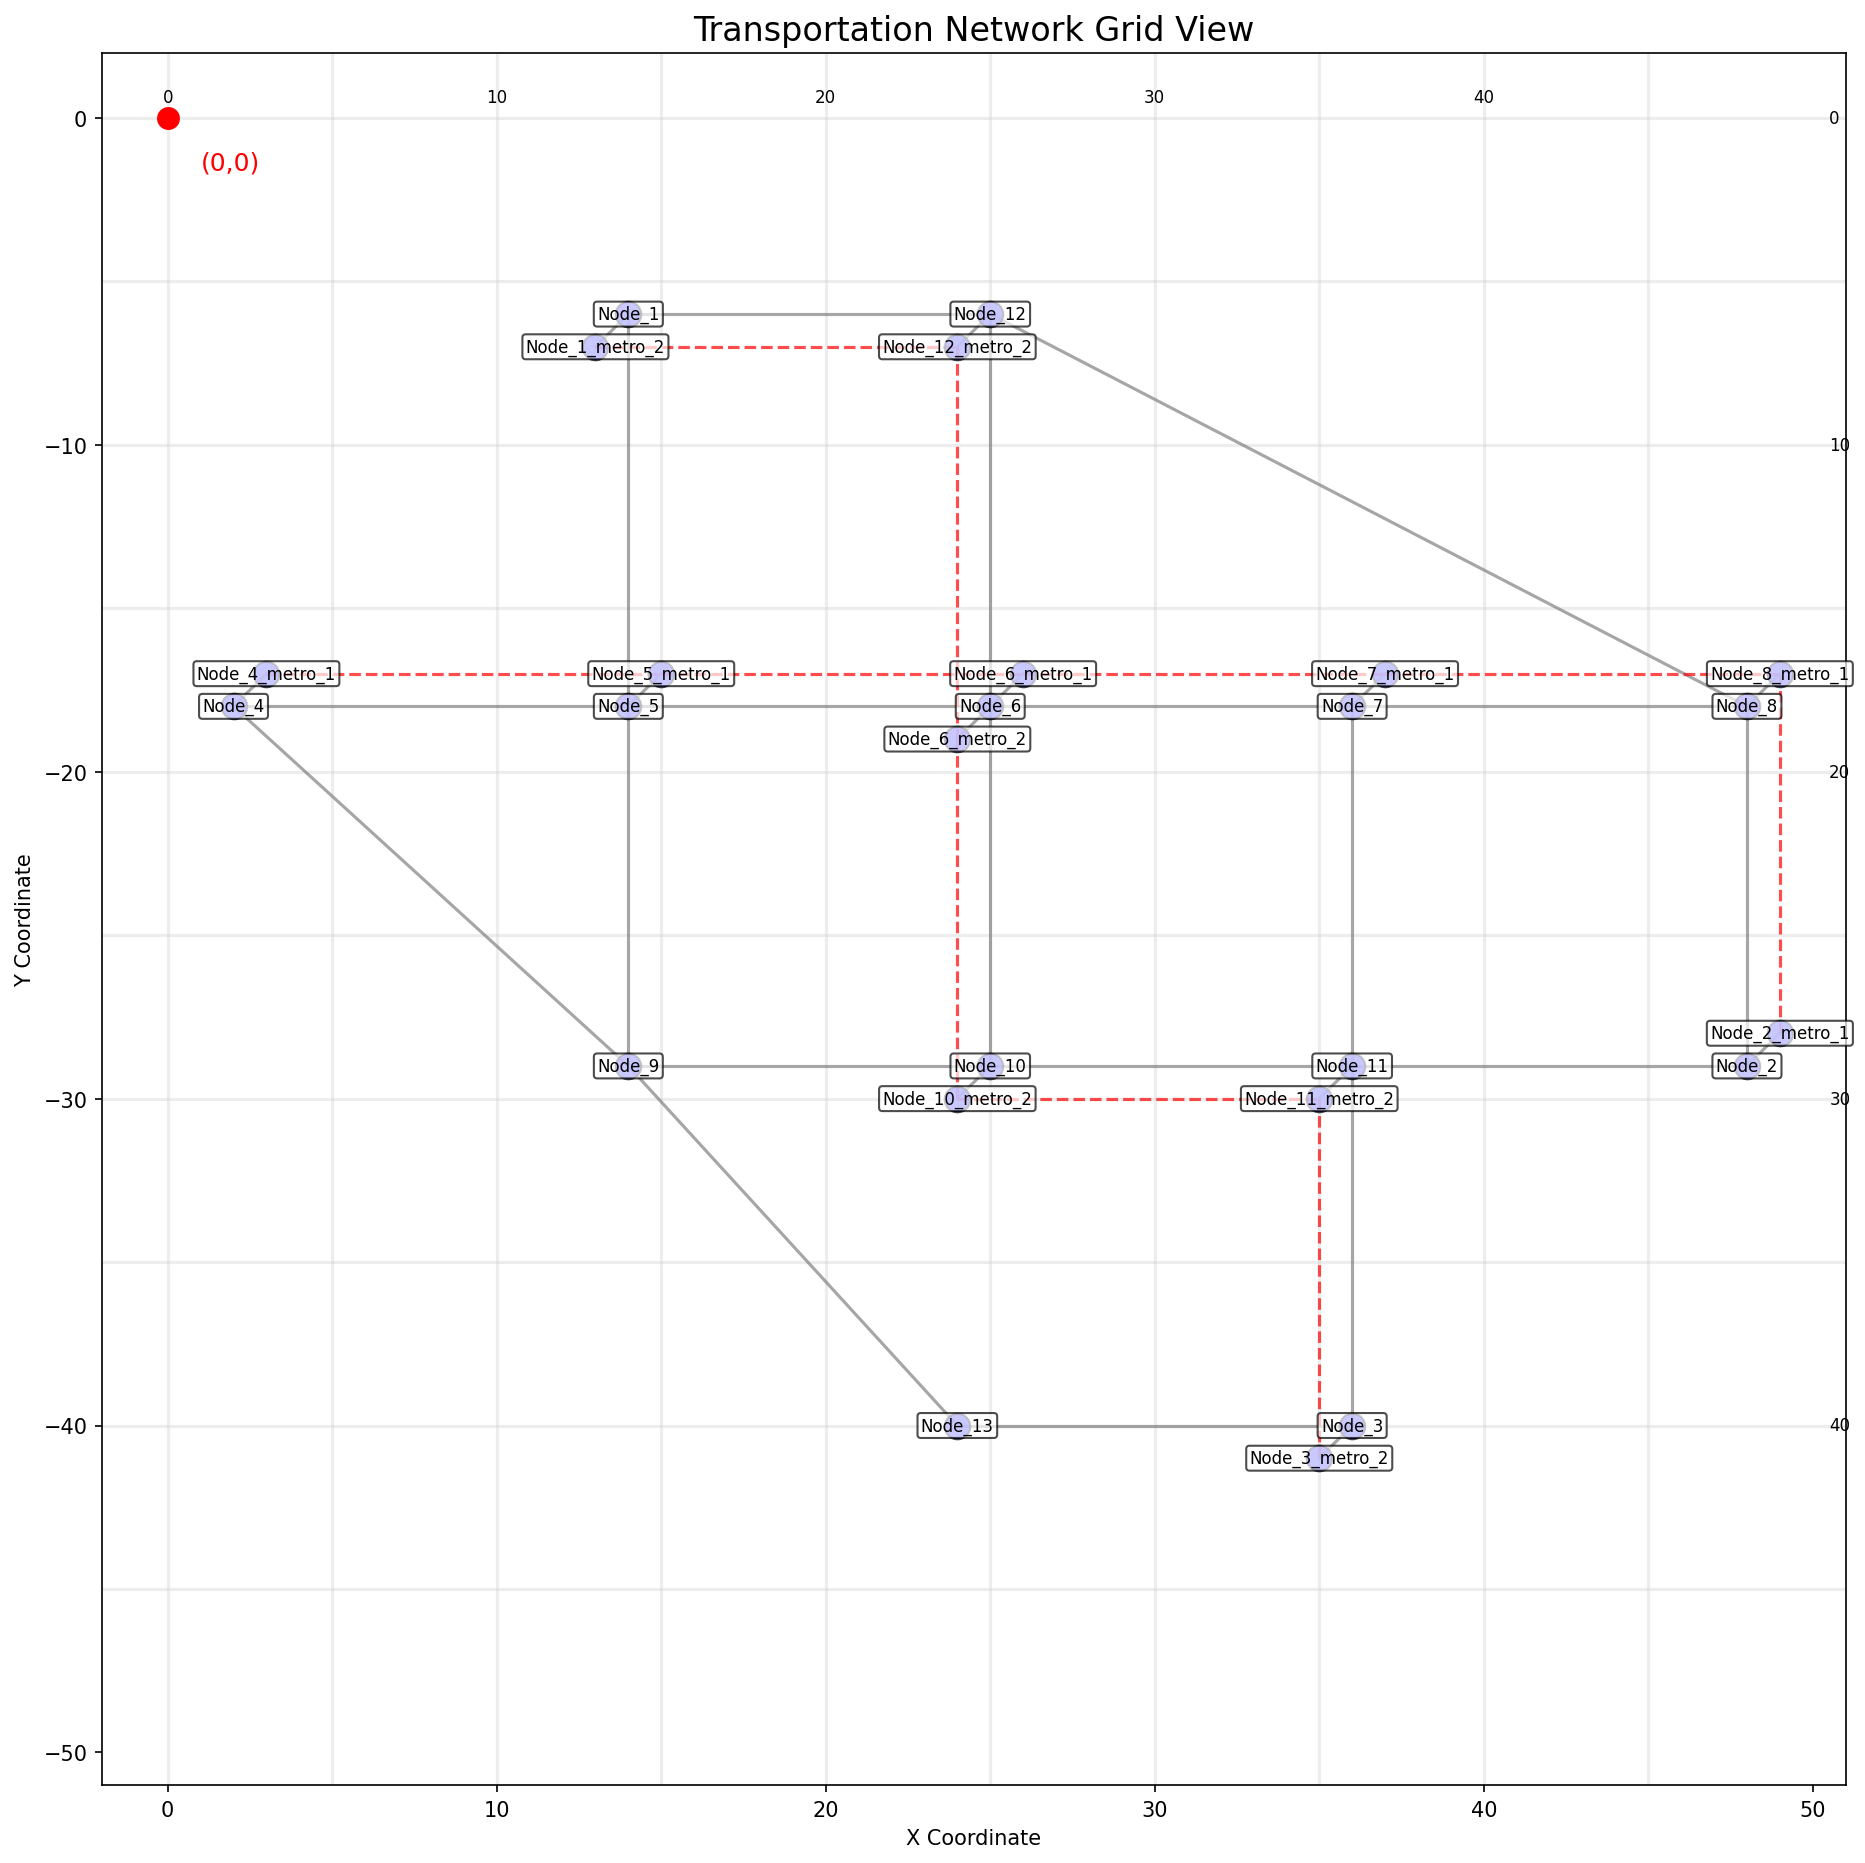 Transportation Network Grid View
0 10 20 30 40
0 0
(0,0)
Node_1 Node_12
Node_1_metro_2 Node_12_metro_2
−10 10
Node_4_metro_1 Node_5_metro_1 Node_6_metro_1 Node_7_metro_1 Node_8_metro_1
Node_4 Node_5 Node_6 Node_7 Node_8
Node_6_metro_2
−20 20
Y Coordinate
Node_2_metro_1
Node_9 Node_10 Node_11 Node_2
−30 Node_10_metro_2 Node_11_metro_2 30
−40 Node_13 Node_3 40
Node_3_metro_2
−50
0 10 20 30 40 50
X Coordinate